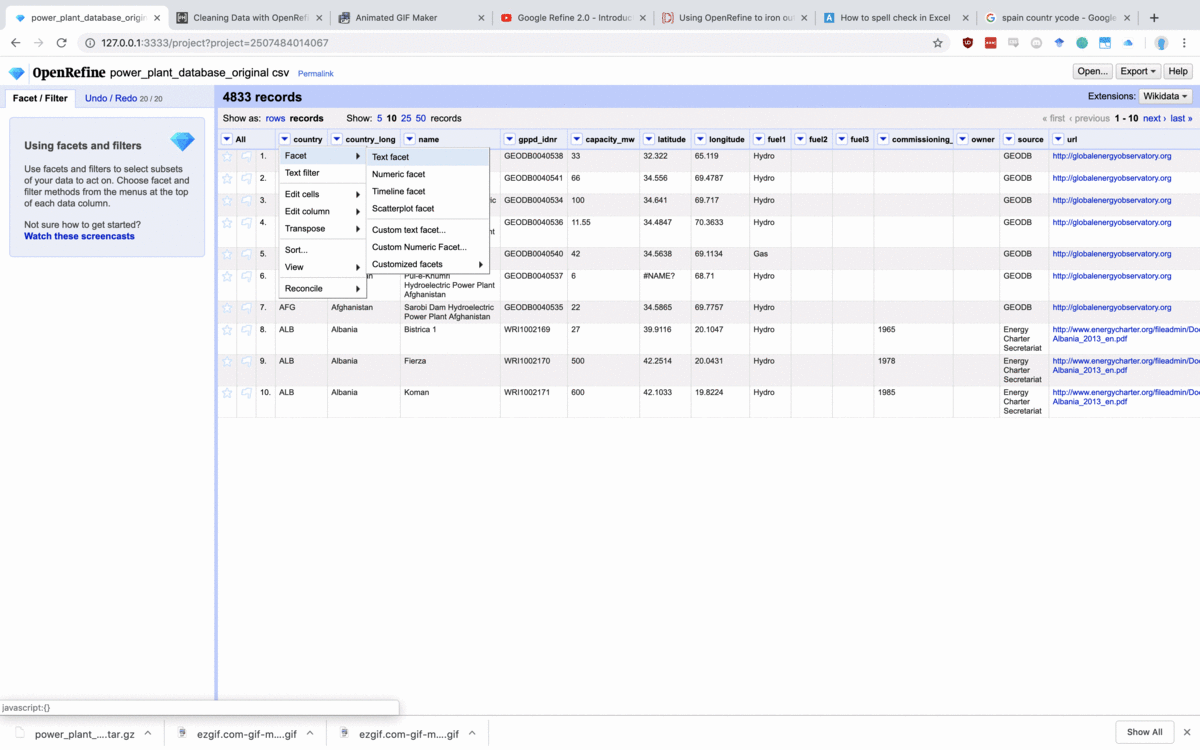 power_plant_database_origin
Cleaning Data with OpenRefi
Animated GIF Maker
Google Refine 2.0 - Introduc
Using OpenRefine to iron ou
How to spell check in Excel
spain countr ycode - Google
127.0.0.1:3333/project?project=2507484014067
OpenRefine power_plant_database_original csv Permalink
Open... Export Help
Facet / Filter Undo / Redo 20 / 20
4833 records
Extensions: Wikidata
Show as: rows records Show: 5 10 25 50 records
« first ‹ previous 1 - 10 next › last »
Using facets and filters
Use facets and filters to select subsets
of your data to act on. Choose facet and
filter methods from the menus at the top
of each data column.
Not sure how to get started?
Watch these screencasts
All country country_long name gppd_idnr capacity_mw latitude longitude fuel1 fuel2 fuel3 commissioning_ owner source url
Facet
Text filter
Edit cells
Edit column
Transpose
Sort...
View
Reconcile
Text facet
Numeric facet
Timeline facet
Scatterplot facet
Custom text facet...
Custom Numeric Facet...
Customized facets
1. GEODB0040538 33 32.322 65.119 Hydro GEODB http://globalenergyobservatory.org
2. GEODB0040541 66 34.556 69.4787 Hydro GEODB http://globalenergyobservatory.org
3. ic GEODB0040534 100 34.641 69.717 Hydro GEODB http://globalenergyobservatory.org
4. nt GEODB0040536 11.55 34.4847 70.3633 Hydro GEODB http://globalenergyobservatory.org
5. GEODB0040540 42 34.5638 69.1134 Gas GEODB http://globalenergyobservatory.org
6. an Pul-e-Khumri GEODB0040537 6 #NAME? 68.71 Hydro GEODB http://globalenergyobservatory.org
Hydroelectric Power Plant
Afghanistan
7. AFG Afghanistan Sarobi Dam Hydroelectric GEODB0040535 22 34.5865 69.7757 Hydro GEODB http://globalenergyobservatory.org
Power Plant Afghanistan
8. ALB Albania Bistrica 1 WRI1002169 27 39.9116 20.1047 Hydro 1965 Energy http://www.energycharter.org/fileadmin/Doc
Charter Albania_2013_en.pdf
Secretariat
9. ALB Albania Fierza WRI1002170 500 42.2514 20.0431 Hydro 1978 Energy http://www.energycharter.org/fileadmin/Doc
Charter Albania_2013_en.pdf
Secretariat
10. ALB Albania Koman WRI1002171 600 42.1033 19.8224 Hydro 1985 Energy http://www.energycharter.org/fileadmin/Doc
Charter Albania_2013_en.pdf
Secretariat
javascript:{}
power_plant_....tar.gz
ezgif.com-gif-m....gif
ezgif.com-gif-m....gif
Show All